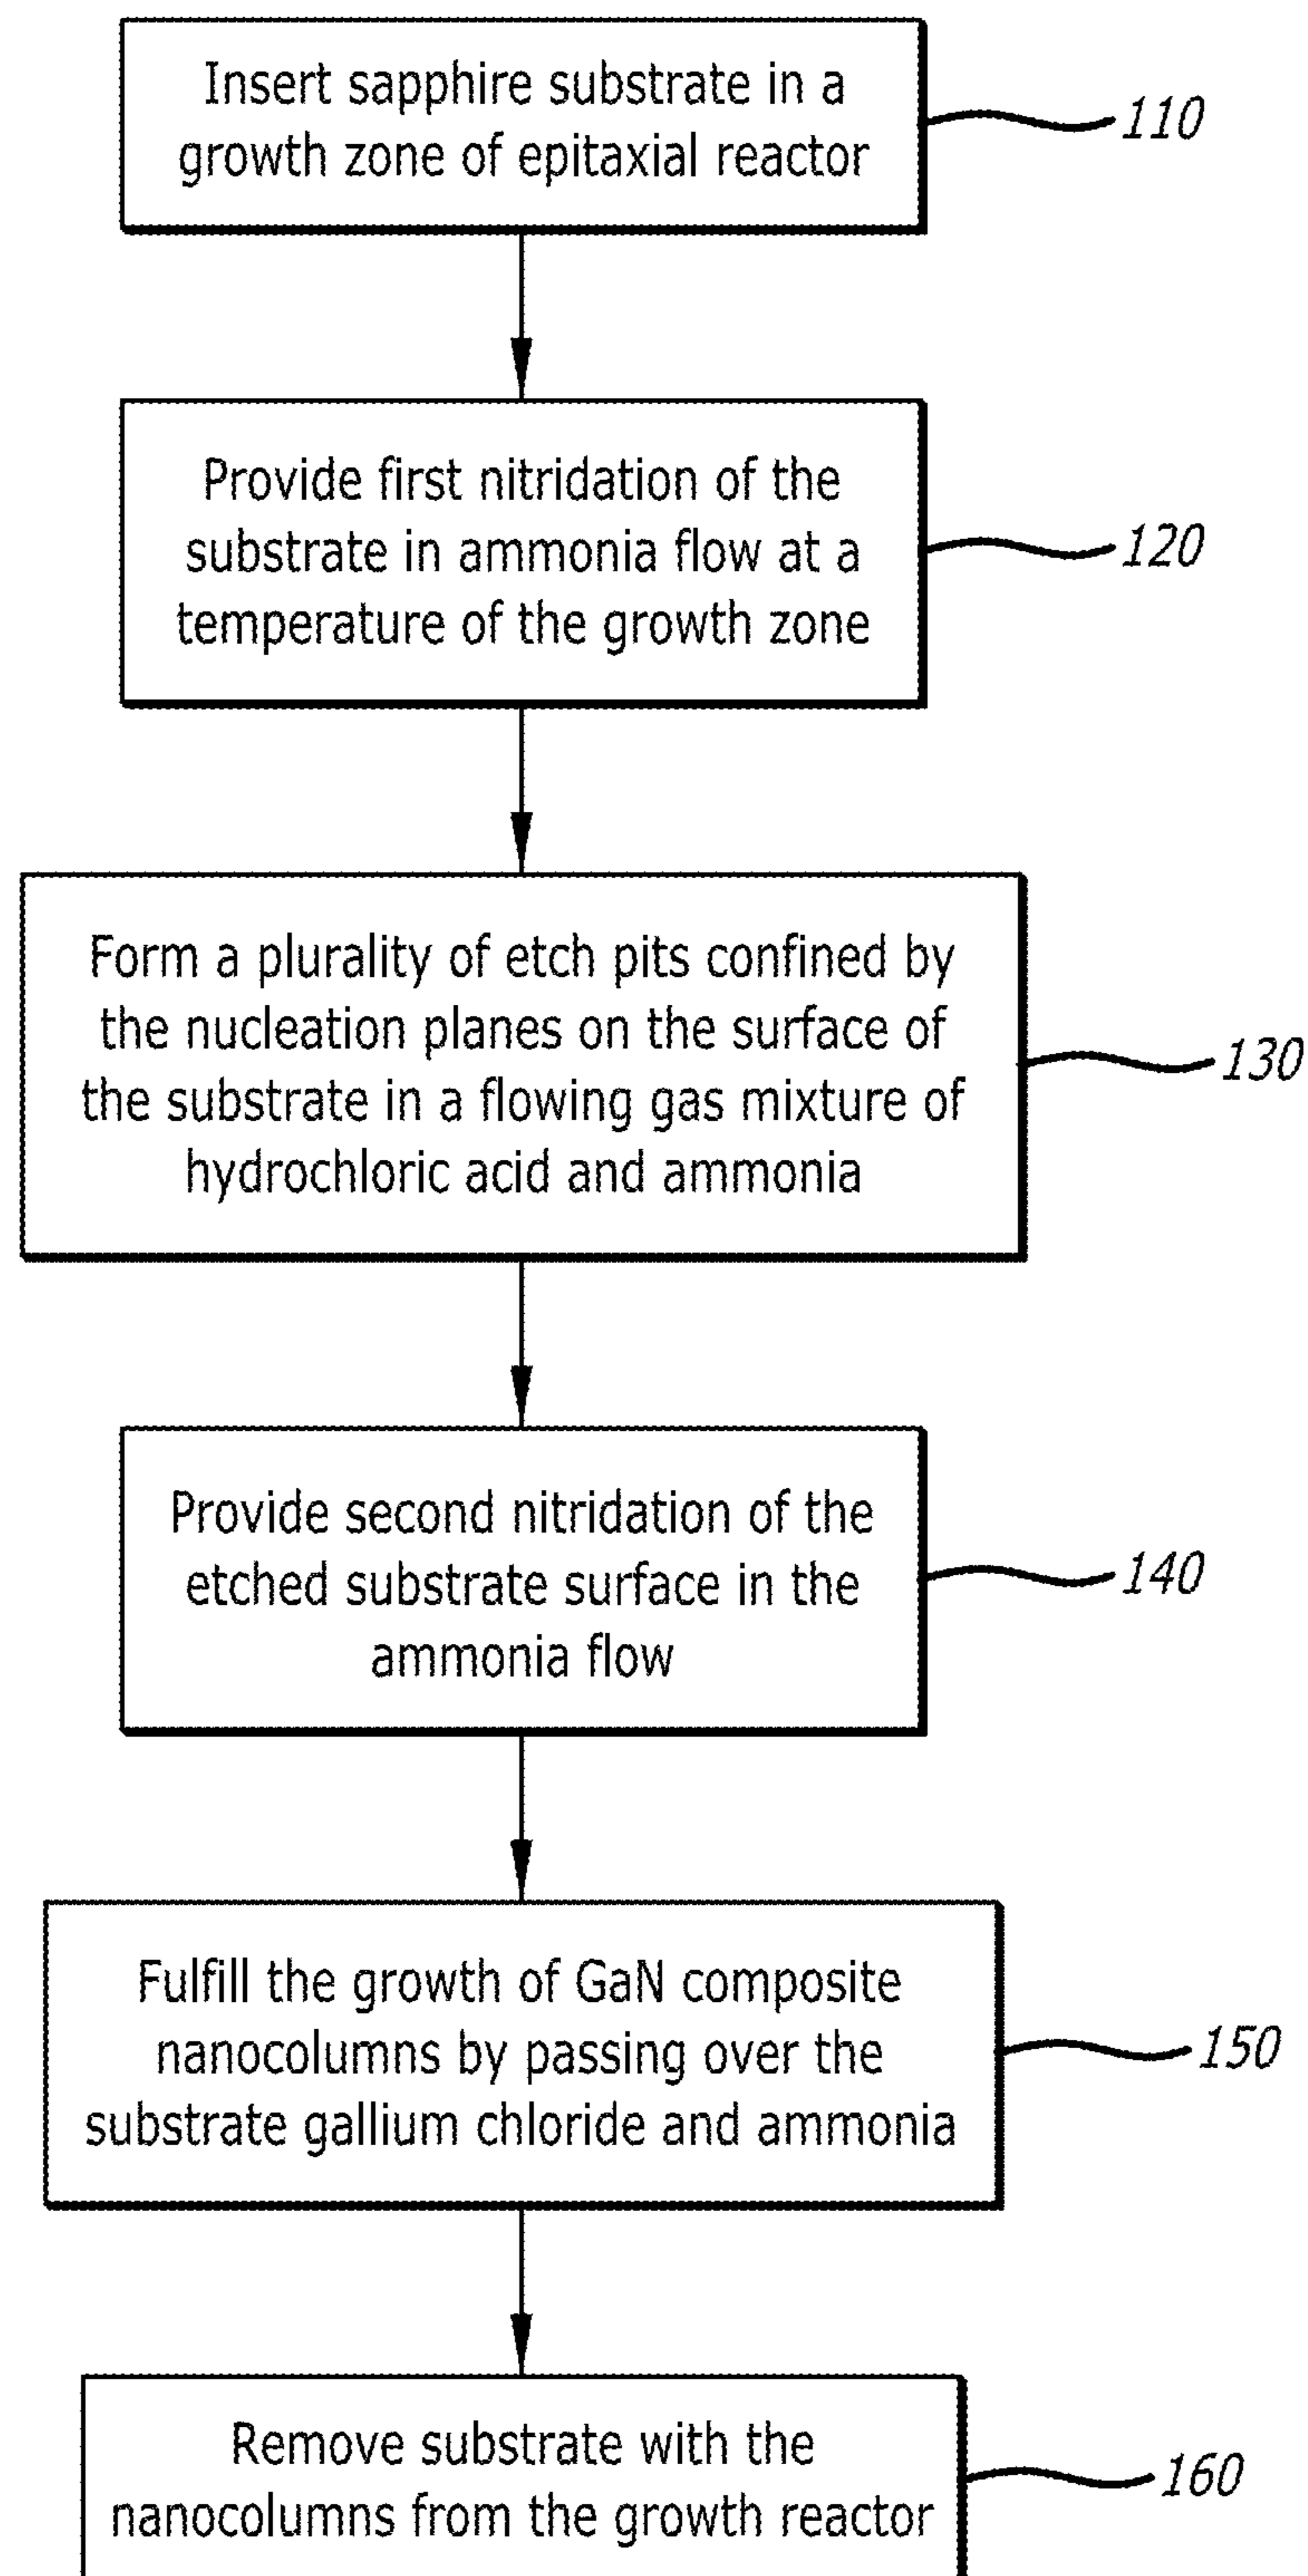 Insert sapphire substrate in a
growth zone of epitaxial reactor
110
Provide first nitridation of the
substrate in ammonia flow at a
temperature of the growth zone
120
Form a plurality of etch pits confined by
the nucleation planes on the surface of
the substrate in a flowing gas mixture of
hydrochloric acid and ammonia
130
Provide second nitridation of the
etched substrate surface in the
ammonia flow
140
Fulfill the growth of GaN composite
nanocolumns by passing over the
substrate gallium chloride and ammonia
150
Remove substrate with the
nanocolumns from the growth reactor
160